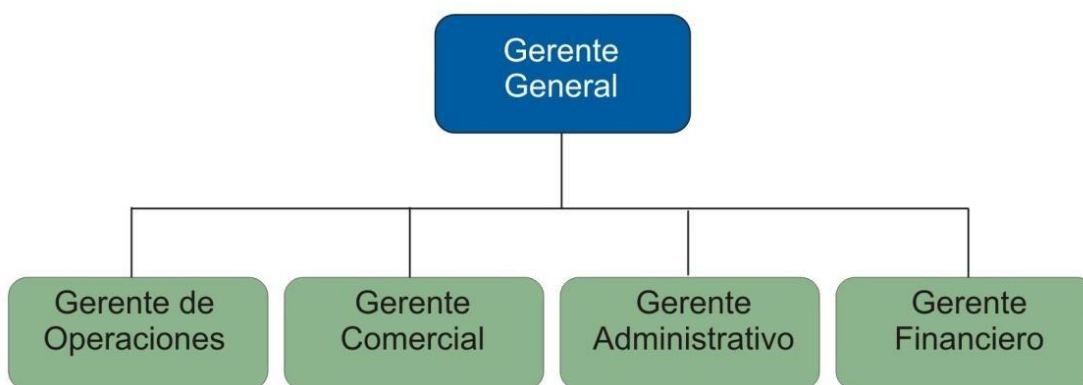 Gerente
General
Gerente de
Operaciones
Gerente
Comercial
Gerente
Administrativo
Gerente
Financiero